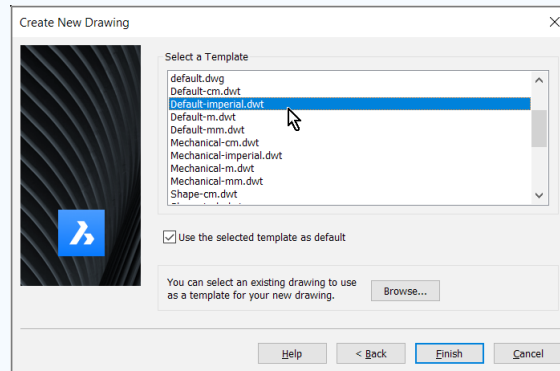 Create New Drawing
Select a Template
default.dwg
Default-cm.dwt
Default-imperial.dwt
Default-m.dwt
Default-mm.dwt
Mechanical-cm.dwt
Mechanical-imperial.dwt
Mechanical-m.dwt
Mechanical-mm.dwt
Shape-cm.dwt
Use the selected template as default
You can select an existing drawing to use
as a template for your new drawing.
Browse...
Help
< Back
Finish
Cancel